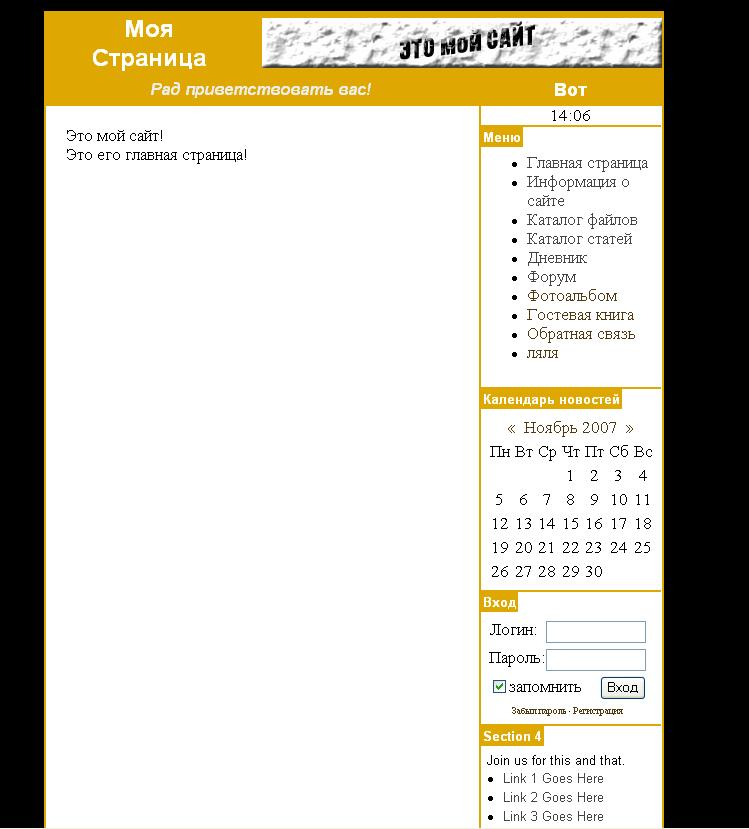 Моя
Страница
ЭТО МОЙ САЙТ
Рад приветствовать вас!
Вот
Это мой сайт!
Это его главная страница!
14:06
Меню
Главная страница
Информация о
сайте
Каталог файлов
Каталог статей
Дневник
Форум
Фотоальбом
Гостевая книга
Обратная связь
ляля
Календарь новостей
« Ноябрь 2007 »
Пн Вт Ср Чт Пт Сб Вс
1 2 3 4
5 6 7 8 9 10 11
12 13 14 15 16 17 18
19 20 21 22 23 24 25
26 27 28 29 30
Вход
Логин:
Пароль:
запомнить Вход
Забыл пароль · Регистрация
Section 4
Join us for this and that.
Link 1 Goes Here
Link 2 Goes Here
Link 3 Goes Here